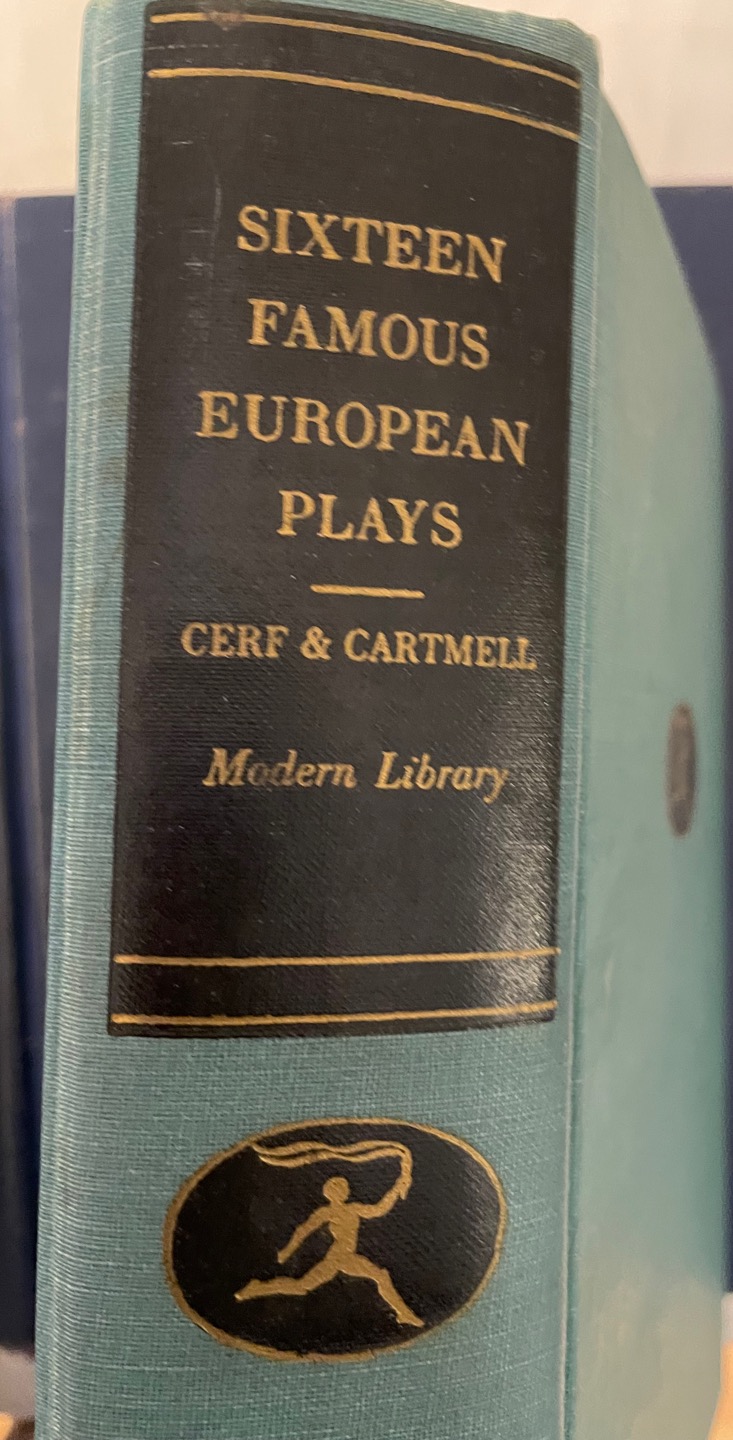 SIXTEEN
FAMOUS
EUROPEAN
PLAYS
CERF & CARTMELL
Modern Library